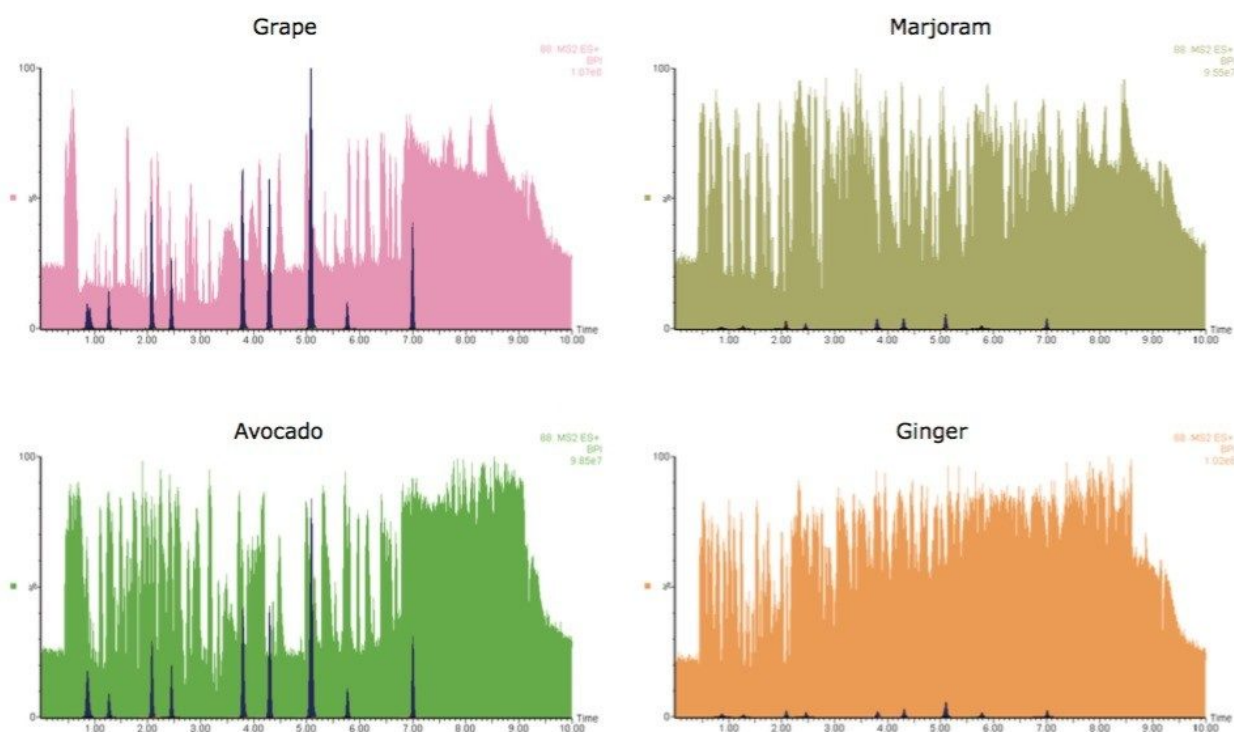 Grape
88: MS2 ES+
BPI
1.07e8
100
%
0
1.00 2.00 3.00 4.00 5.00 6.00 7.00 8.00 9.00 10.00
Time
Marjoram
88: MS2 ES+
BPI
9.55e7
100
%
0
1.00 2.00 3.00 4.00 5.00 6.00 7.00 8.00 9.00 10.00
Time
Avocado
88: MS2 ES+
BPI
9.85e7
100
%
0
1.00 2.00 3.00 4.00 5.00 6.00 7.00 8.00 9.00 10.00
Time
Ginger
88: MS2 ES+
BPI
1.02e8
100
%
0
1.00 2.00 3.00 4.00 5.00 6.00 7.00 8.00 9.00 10.00
Time